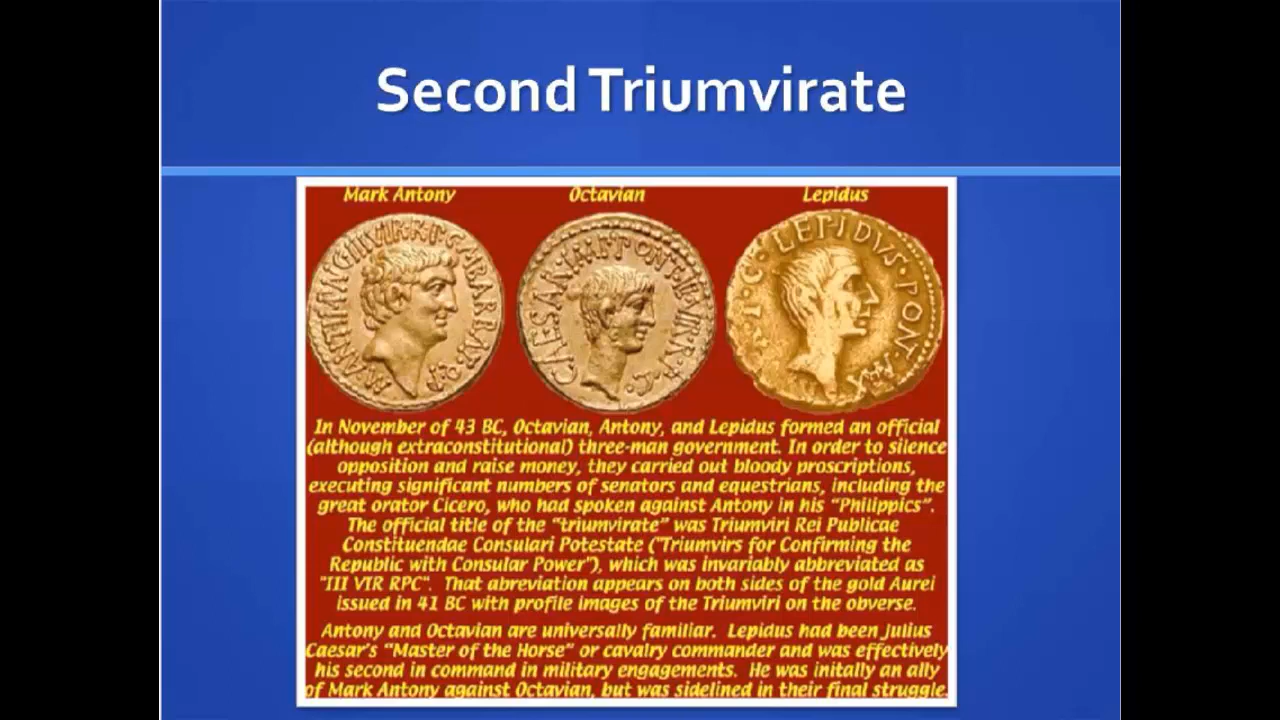 Second Triumvirate
Mark Antony
Octavian
Lepidus
LEPIDVS·PONT·
CAESAR
In November of 43 BC, Octavian, Antony, and Lepidus formed an official
(although extraconstitutional) three-man government. In order to silence
opposition and raise money, they carried out bloody proscriptions,
executing significant numbers of senators and equestrians, including the
great orator Cicero, who had spoken against Antony in his "Philippics".
The official title of the "triumvirate" was Triumviri Rei Publicae
Constituendae Consulari Potestate ("Triumvirs for Confirming the
Republic with Consular Power"), which was invariably abbreviated as
"III VIR RPC". That abreviation appears on both sides of the gold Aurei
issued in 41 BC with profile images of the Triumviri on the obverse.
Antony and Octavian are universally familiar. Lepidus had been Julius
Caesar's "Master of the Horse" or cavalry commander and was effectively
his second in command in military engagements. He was initally an ally
of Mark Antony against Octavian, but was sidelined in their final struggle.